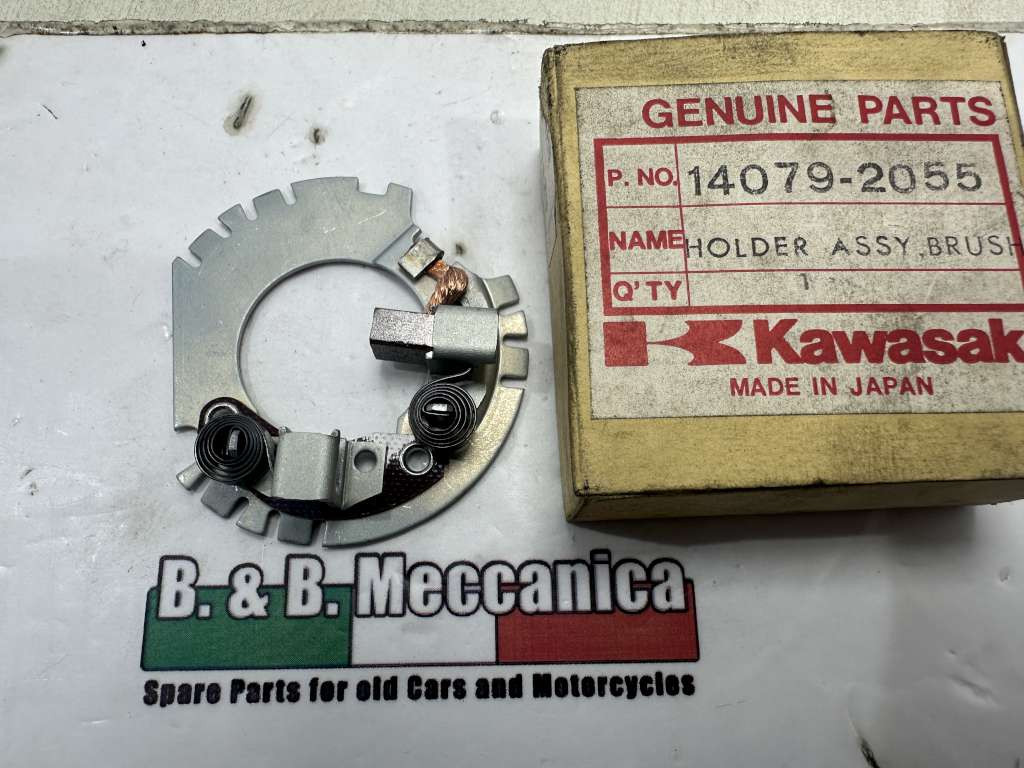 GENUINE PARTS
P. NO. 14079-2055
NAME HOLDER ASSY, BRUSH
Q'TY 1
Kawasak
MADE IN JAPAN
B. & B. Meccanica
Spare Parts for old Cars and Motorcycles